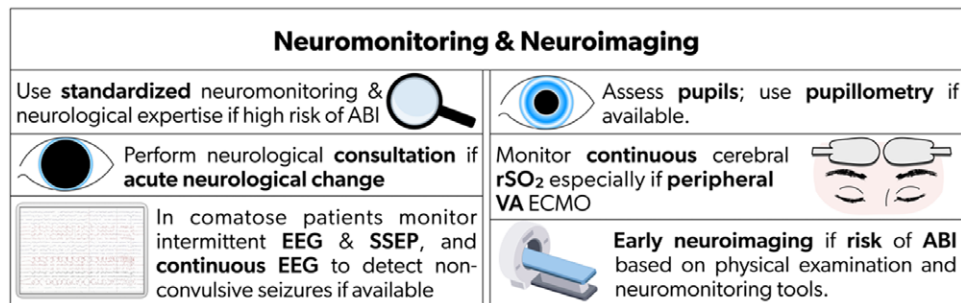 Neuromonitoring & Neuroimaging
Use standardized neuromonitoring &
neurological expertise if high risk of ABI
Perform neurological consultation if
acute neurological change
In comatose patients monitor
intermittent EEG & SSEP, and
continuous EEG to detect non-
convulsive seizures if available
Assess pupils; use pupillometry if
available.
Monitor continuous cerebral
rSO₂ especially if peripheral
VA ECMO
Early neuroimaging if risk of ABI
based on physical examination and
neuromonitoring tools.